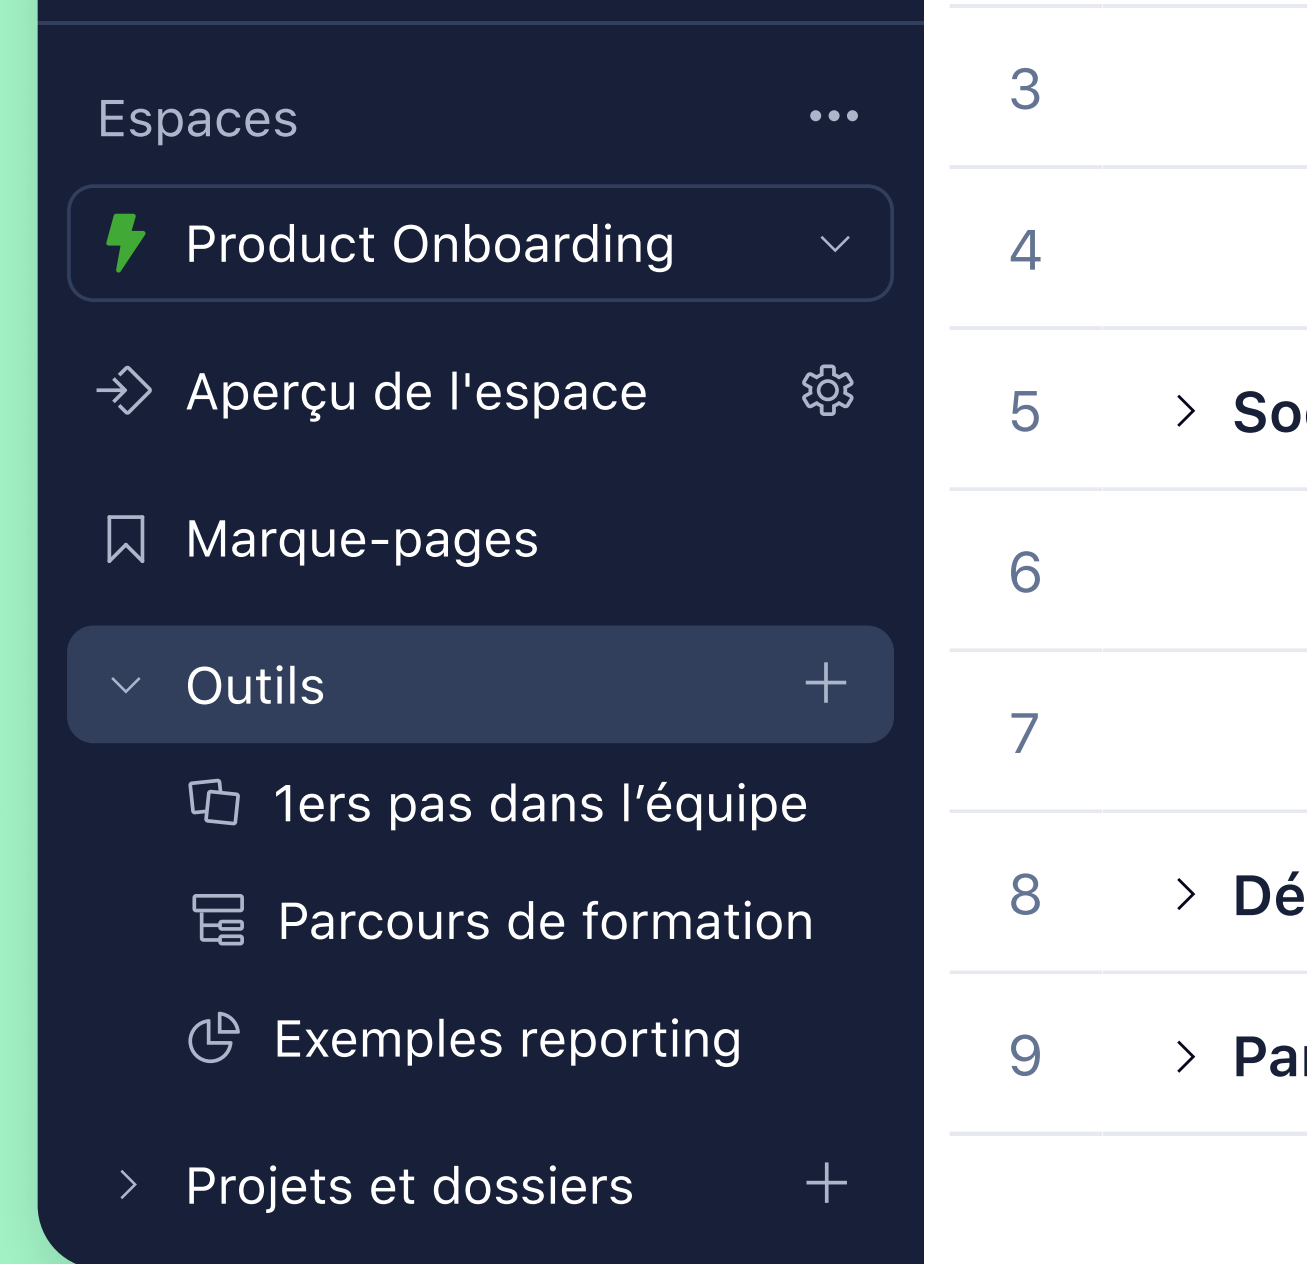 Espaces
Product Onboarding
Aperçu de l'espace
Marque-pages
Outils
1ers pas dans l’équipe
Parcours de formation
Exemples reporting
Projets et dossiers
3
4
5
6
7
8 Dé
9